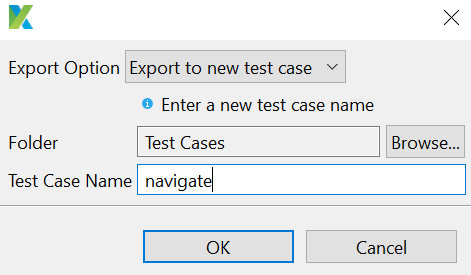 Export Option Export to new test case
Enter a new test case name
Folder Test Cases Browse...
Test Case Name navigate
OK Cancel